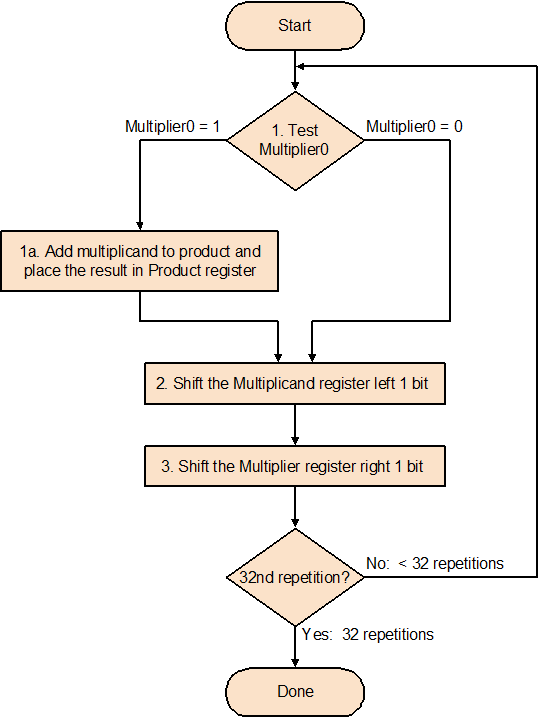 Start
Multiplier0 = 1
1. Test
Multiplier0
Multiplier0 = 0
1a. Add multiplicand to product and
place the result in Product register
2. Shift the Multiplicand register left 1 bit
3. Shift the Multiplier register right 1 bit
32nd repetition?
No: < 32 repetitions
Yes: 32 repetitions
Done